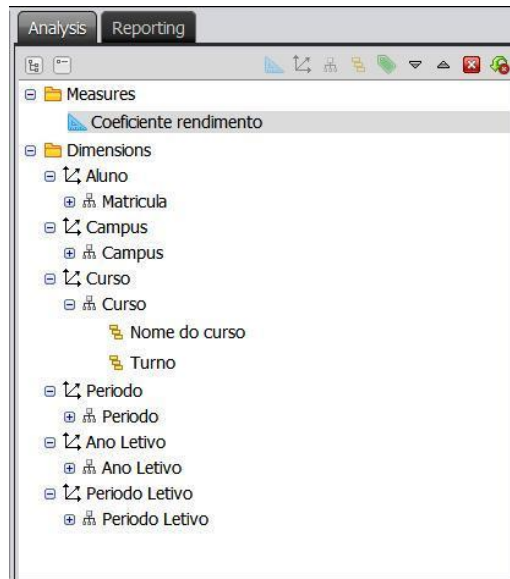 Analysis Reporting
Measures
Coeficiente rendimento
Dimensions
Aluno
Matricula
Campus
Campus
Curso
Curso
Nome do curso
Turno
Periodo
Periodo
Ano Letivo
Ano Letivo
Periodo Letivo
Periodo Letivo